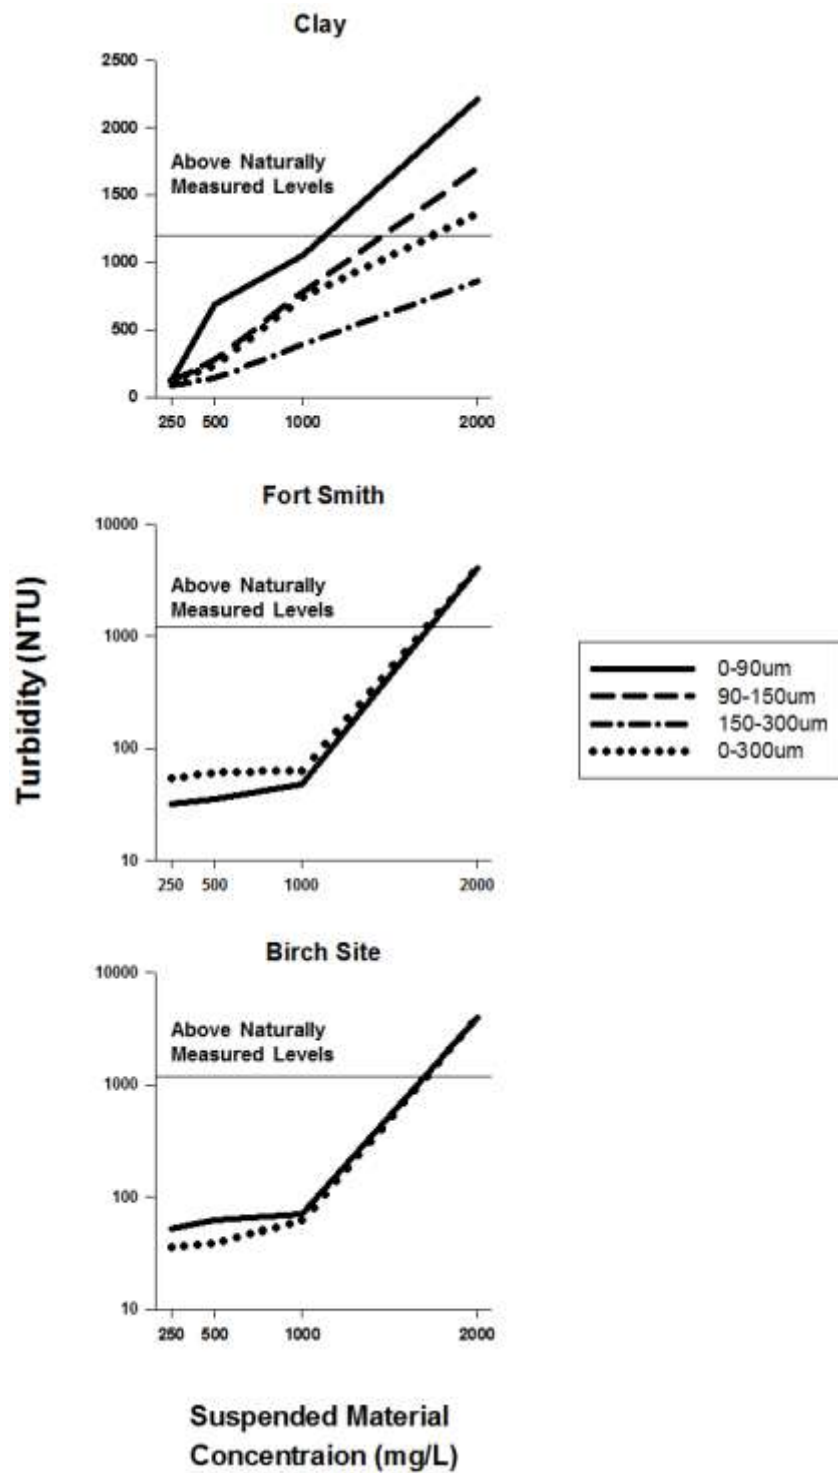 Clay
2500
2000
Above Naturally
Measured Levels
1500
1000
500
0
250 500 1000 2000
Fort Smith
10000
Above Naturally
Measured Levels
1000
100
10
250 500 1000 2000
Turbidity (NTU)
0-90um
90-150um
150-300um
0-300um
Birch Site
10000
Above Naturally
Measured Levels
1000
100
10
250 500 1000 2000
Suspended Material
Concentraion (mg/L)